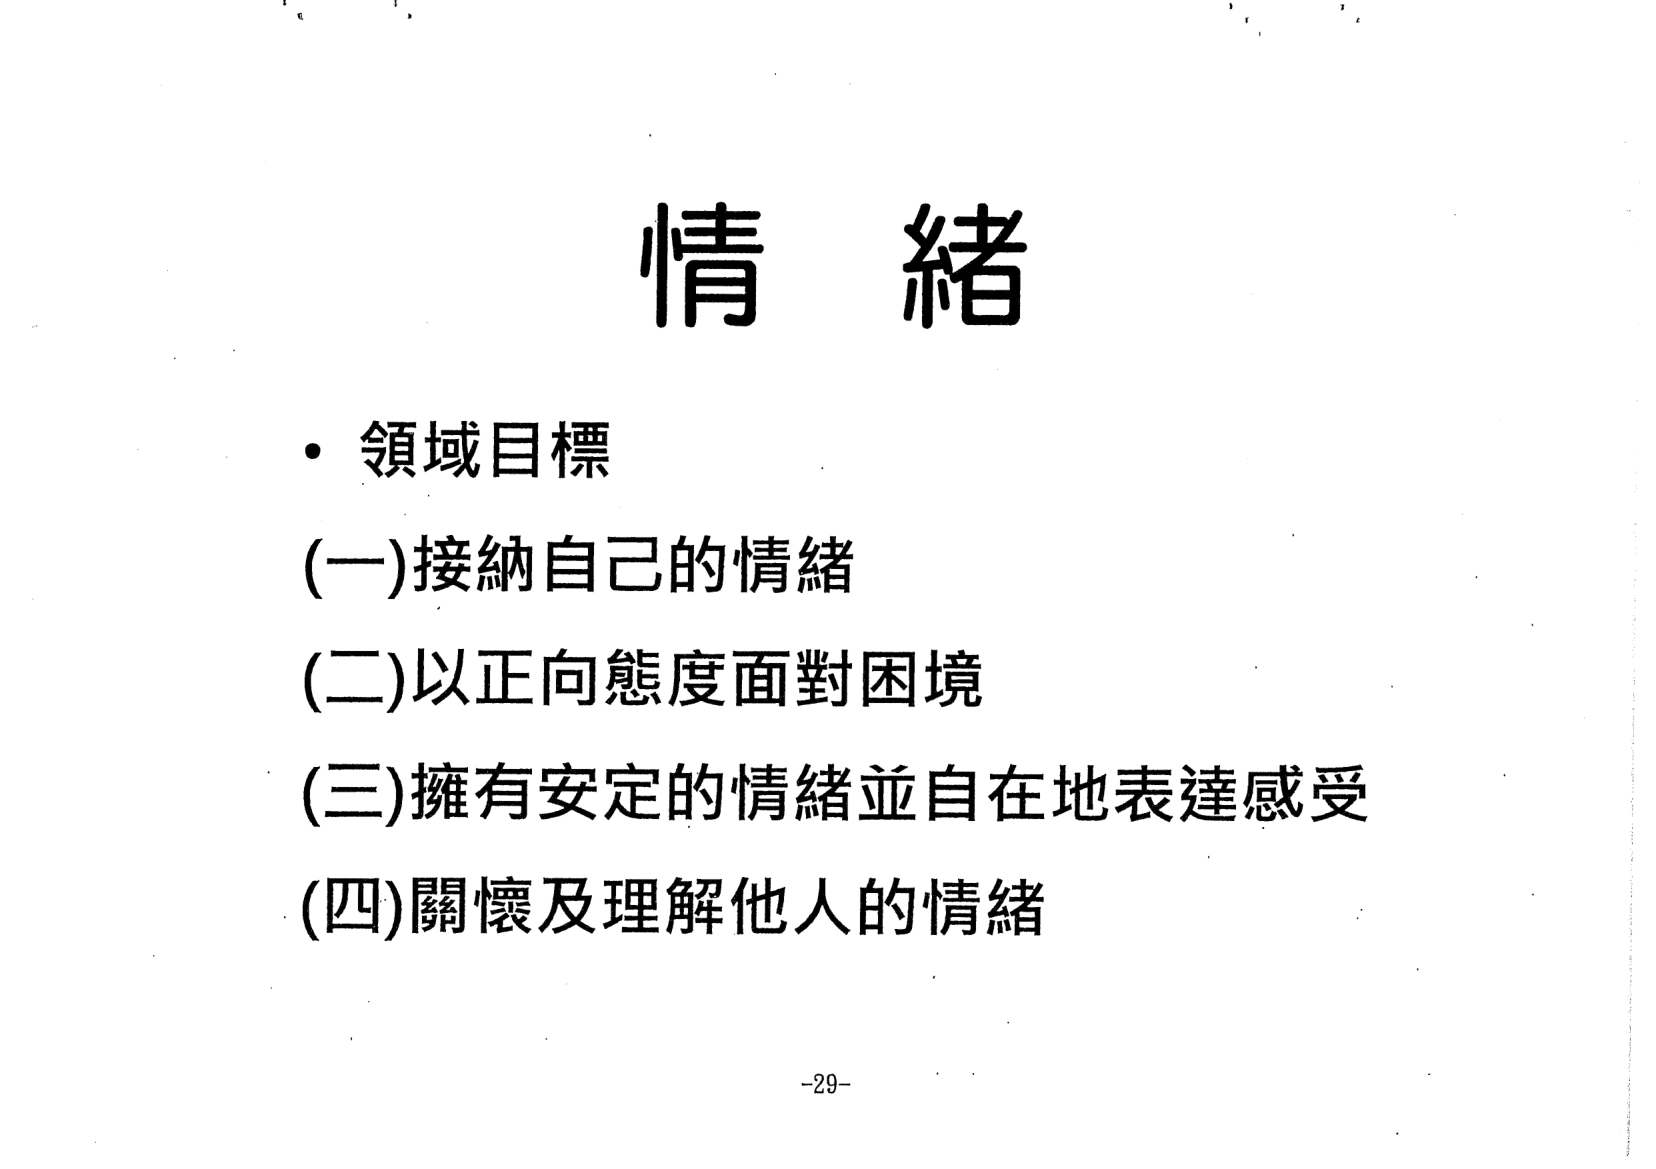 情 緒
• 領域目標
(一)接納自己的情緒
(二)以正向態度面對困境
(三)擁有安定的情緒並自在地表達感受
(四)關懷及理解他人的情緒
-29-